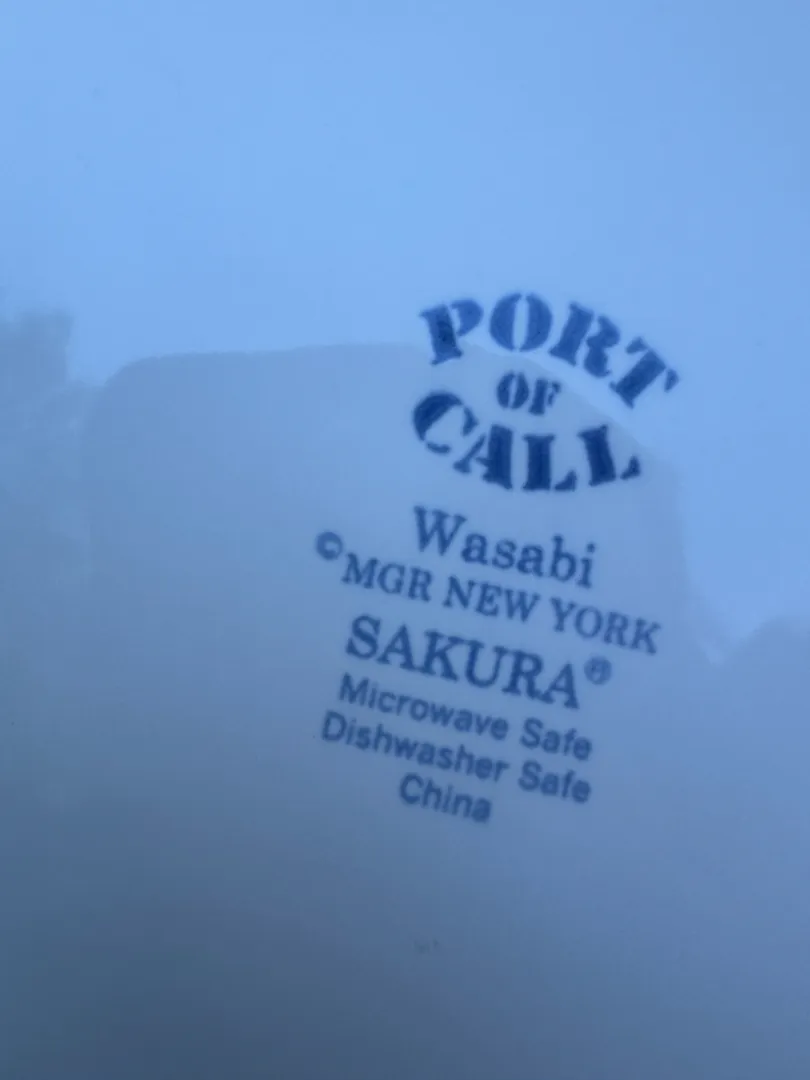 PORT
OF
CALL
Wasabi
©MGR NEW YORK
SAKURA®
Microwave Safe
Dishwasher Safe
China